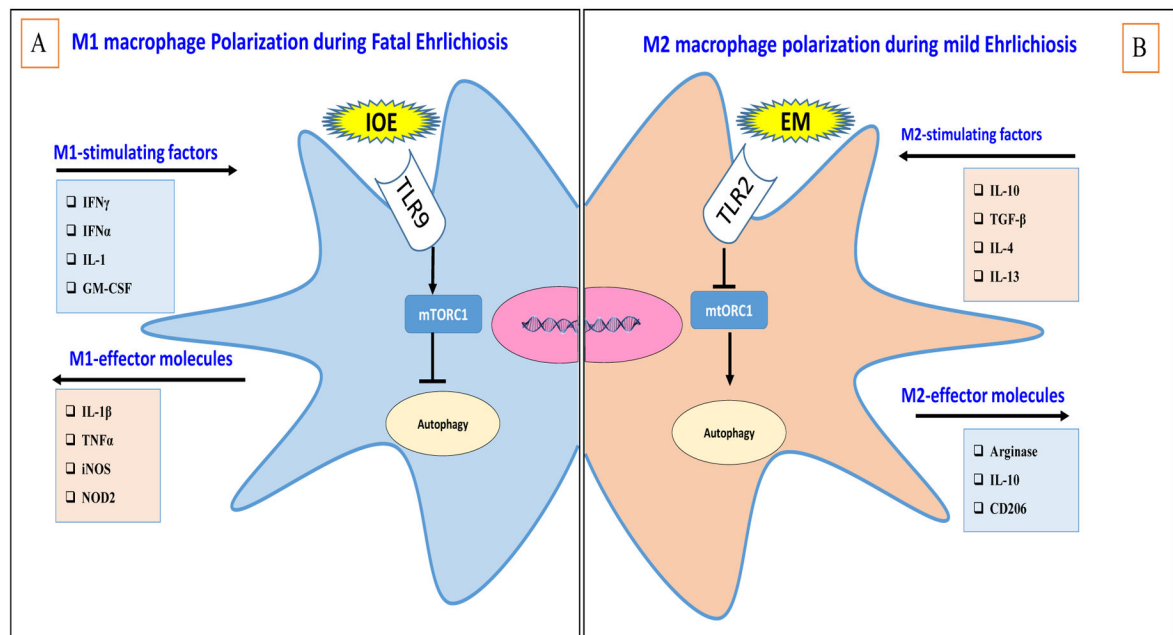 A
M1 macrophage Polarization during Fatal Ehrlichiosis
IOE
TLR9
M1-stimulating factors
❑ IFNγ
❑ IFNα
❑ IL-1
❑ GM-CSF
mTORC1
M1-effector molecules
❑ IL-1β
❑ TNFα
❑ iNOS
❑ NOD2
Autophagy
M2 macrophage polarization during mild Ehrlichiosis
B
EM
TLR2
M2-stimulating factors
❑ IL-10
❑ TGF-β
❑ IL-4
❑ IL-13
mtORC1
M2-effector molecules
❑ Arginase
❑ IL-10
❑ CD206
Autophagy